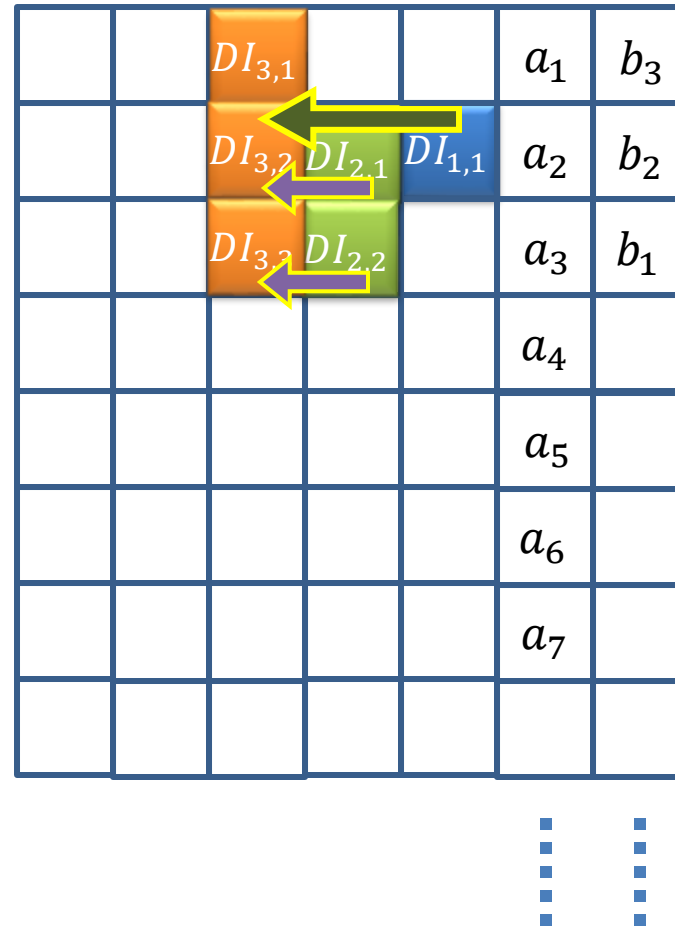 DI₃,₁ a₁ b₃
DI₃,₂ DI₂,₁ DI₁,₁ a₂ b₂
DI₃,₃ DI₂,₂ a₃ b₁
a₄
a₅
a₆
a₇